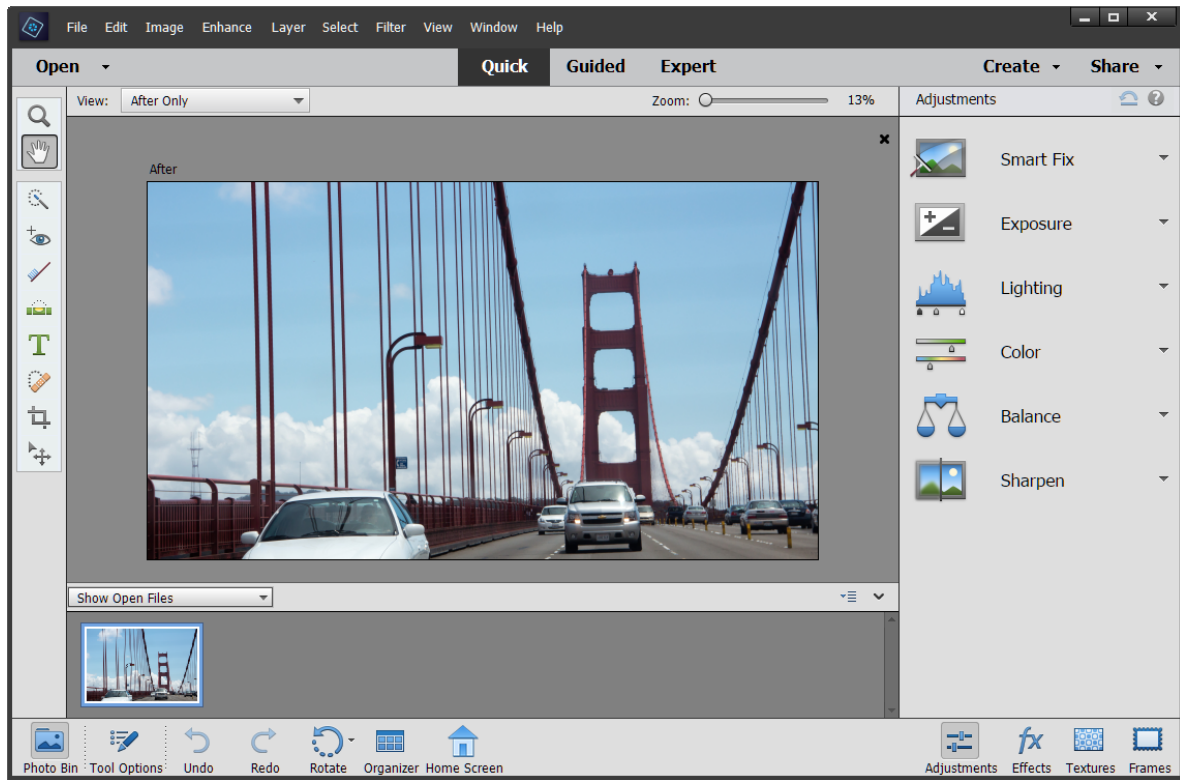 File Edit Image Enhance Layer Select Filter View Window Help
Open Quick Guided Expert Create Share
View: After Only Zoom: 13% Adjustments
After
Smart Fix
Exposure
Lighting
Color
Balance
Sharpen
Show Open Files
Photo Bin Tool Options Undo Redo Rotate Organizer Home Screen Adjustments Effects Textures Frames